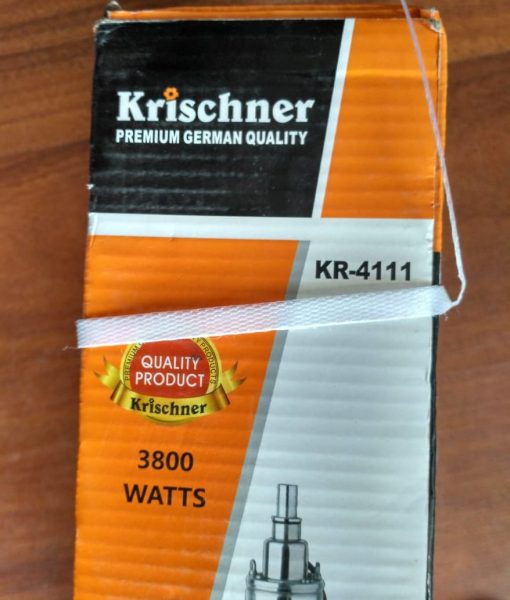 Krischner
PREMIUM GERMAN QUALITY
KR-4111
QUALITY
PRODUCT
Krischner
3800
WATTS